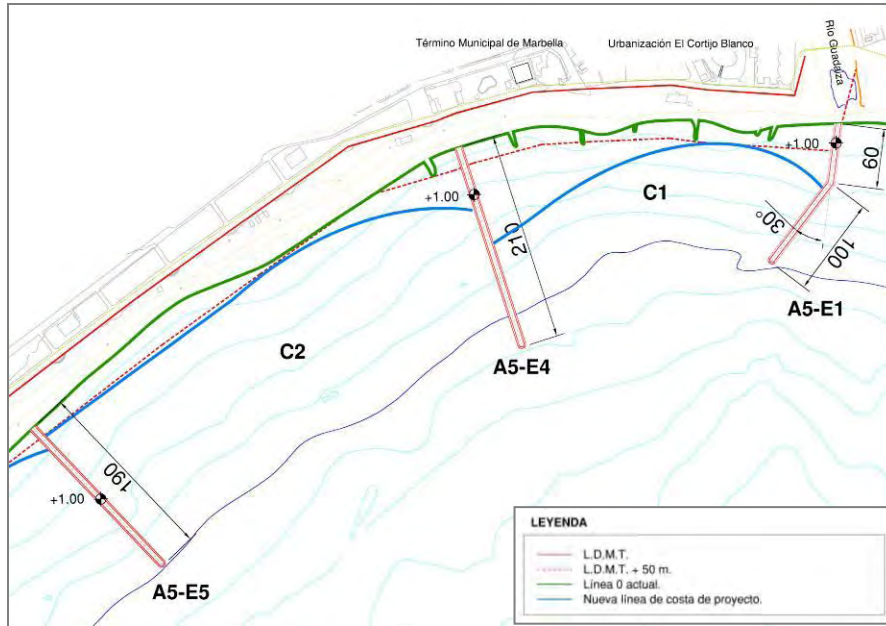 Término Municipal de Marbella
Urbanización El Cortijo Blanco
Río Guadaiza
+1.00
60
+1.00
210
C1
30°
100
A5-E1
C2
A5-E4
190
+1.00
A5-E5
LEYENDA
L.D.M.T.
L.D.M.T. + 50 m.
Línea 0 actual.
Nueva línea de costa de proyecto.